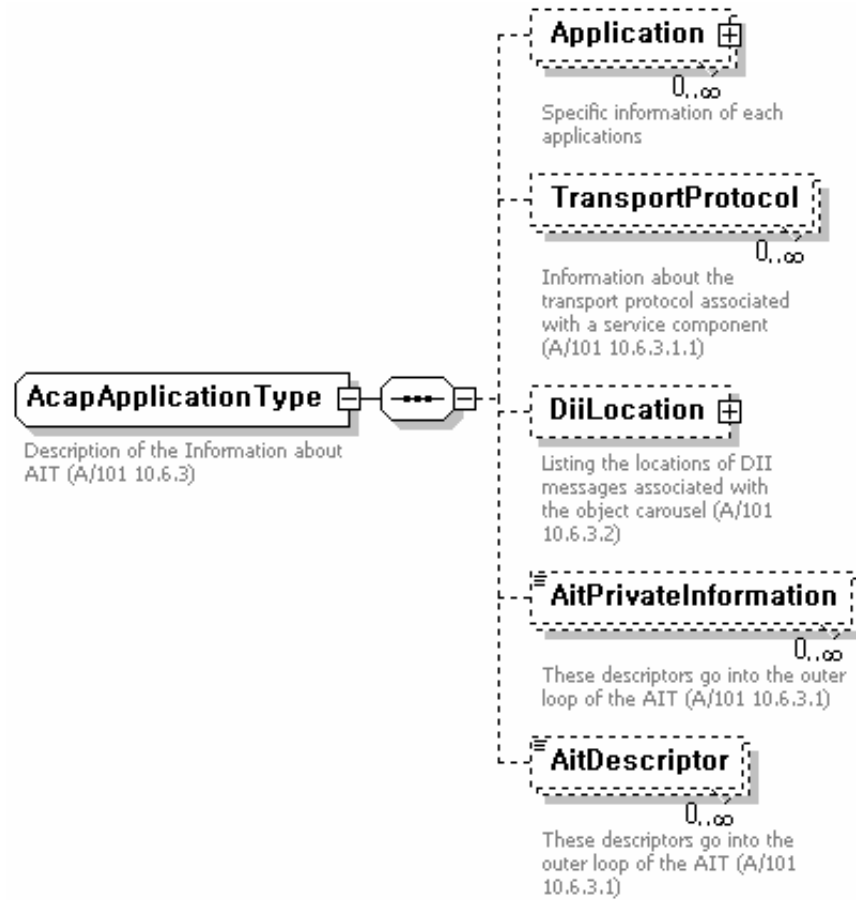 Application
0..∞
Specific information of each
applications
TransportProtocol
0..∞
Information about the
transport protocol associated
with a service component
(A/101 10.6.3.1.1)
AcapApplicationType
Description of the Information about
AIT (A/101 10.6.3)
DiiLocation
Listing the locations of DII
messages associated with
the object carousel (A/101
10.6.3.2)
AitPrivateInformation
0..∞
These descriptors go into the outer
loop of the AIT (A/101 10.6.3.1)
AitDescriptor
0..∞
These descriptors go into the
outer loop of the AIT (A/101
10.6.3.1)